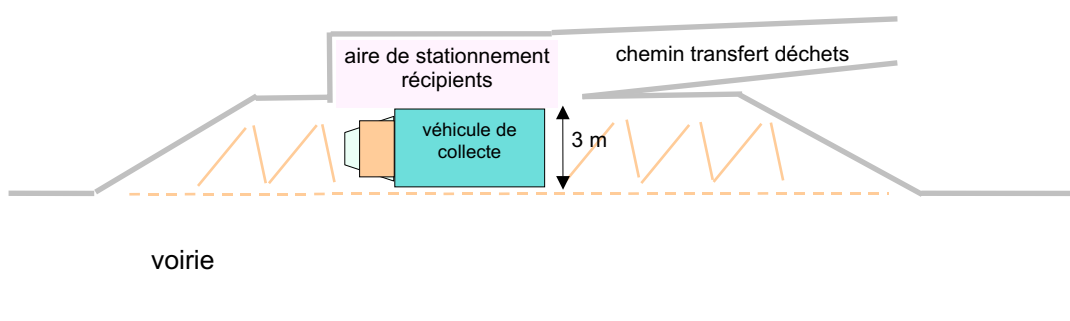 aire de stationnement
récipients
chemin transfert déchets
véhicule de
collecte
3 m
voirie